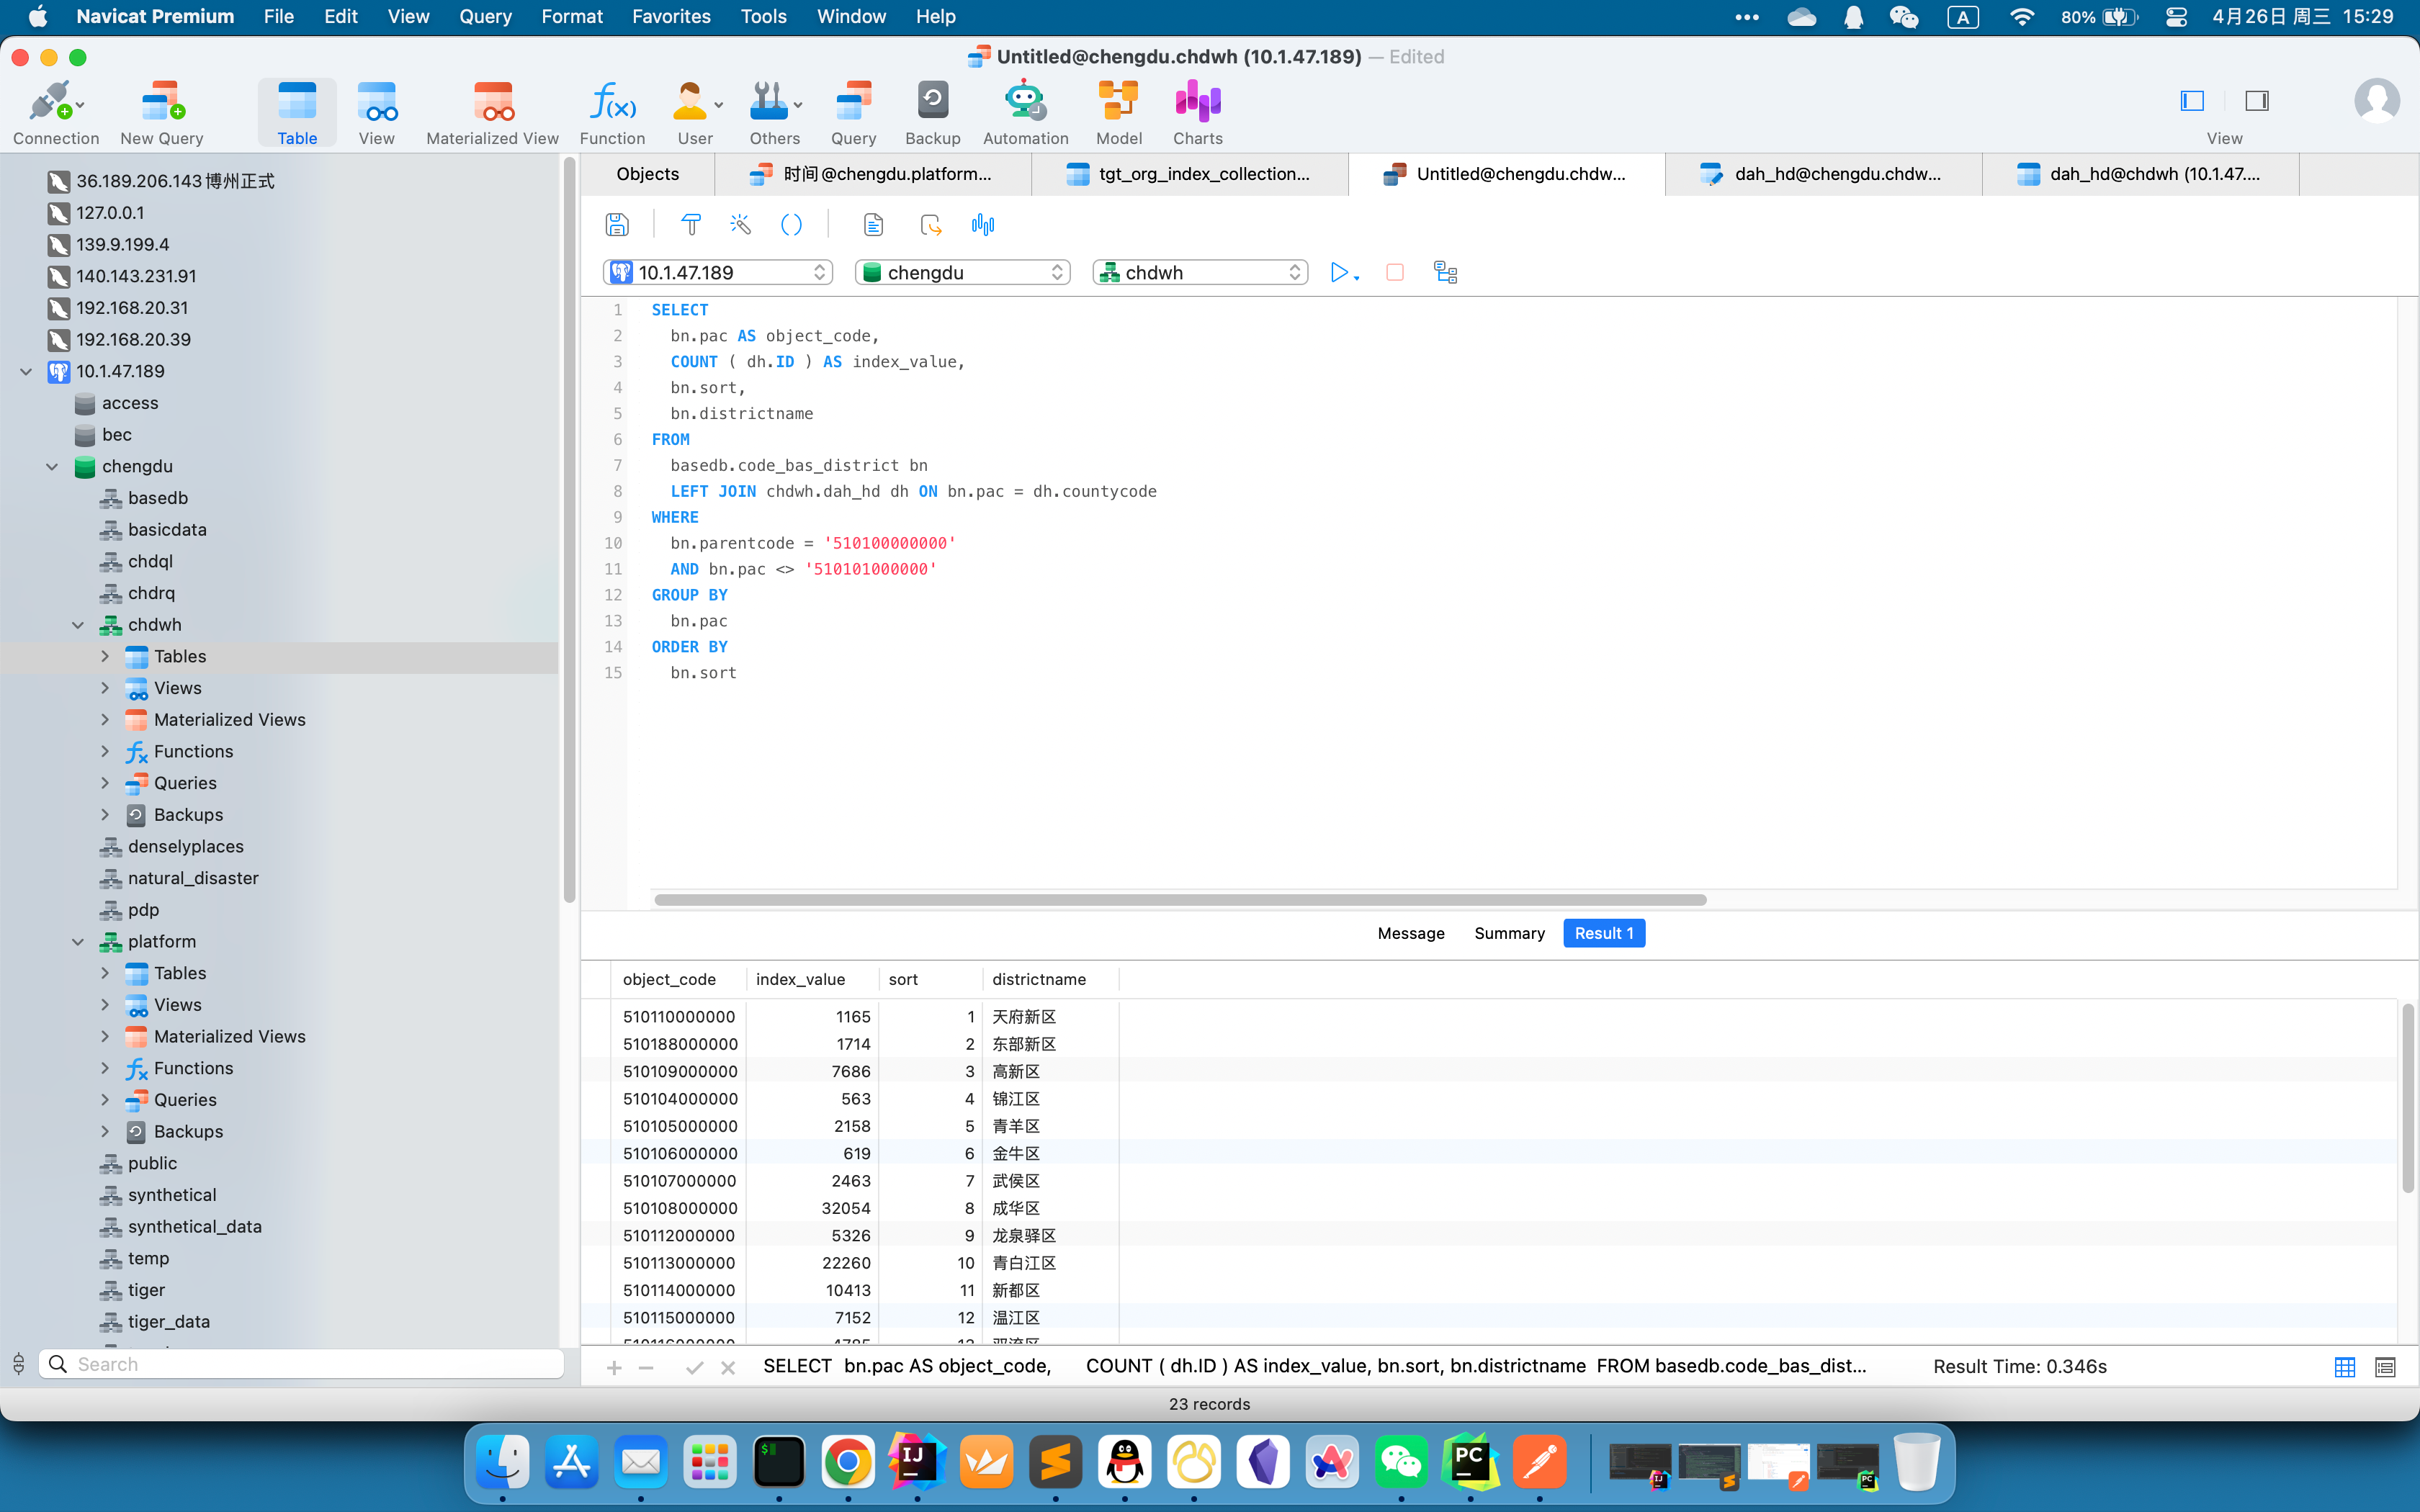 Navicat Premium File Edit View Query Format Favorites Tools Window Help A 80% 4月26日 周三 15:29
Untitled@chengdu.chdwh (10.1.47.189) — Edited
Connection New Query Table View Materialized View Function User Others Query Backup Automation Model Charts View
Objects 时间@chengdu.platform... tgt_org_index_collection... Untitled@chengdu.chdw... dah_hd@chengdu.chdw... dah_hd@chdwh (10.1.47....
36.189.206.143博州正式
127.0.0.1
139.9.199.4
140.143.231.91
192.168.20.31
192.168.20.39
10.1.47.189
access
bec
chengdu
basedb
basicdata
chdql
chdrq
chdwh
Tables
Views
Materialized Views
Functions
Queries
Backups
denselyplaces
natural_disaster
pdp
platform
Tables
Views
Materialized Views
Functions
Queries
Backups
public
synthetical
synthetical_data
temp
tiger
tiger_data
Search
10.1.47.189 chengdu chdwh
1 SELECT
2 bn.pac AS object_code,
3 COUNT ( dh.ID ) AS index_value,
4 bn.sort,
5 bn.districtname
6 FROM
7 basedb.code_bas_district bn
8 LEFT JOIN chdwh.dah_hd dh ON bn.pac = dh.countycode
9 WHERE
10 bn.parentcode = '510100000000'
11 AND bn.pac <> '510101000000'
12 GROUP BY
13 bn.pac
14 ORDER BY
15 bn.sort
Message Summary Result 1
object_code index_value sort districtname
510110000000 1165 1 天府新区
510188000000 1714 2 东部新区
510109000000 7686 3 高新区
510104000000 563 4 锦江区
510105000000 2158 5 青羊区
510106000000 619 6 金牛区
510107000000 2463 7 武侯区
510108000000 32054 8 成华区
510112000000 5326 9 龙泉驿区
510113000000 22260 10 青白江区
510114000000 10413 11 新都区
510115000000 7152 12 温江区
SELECT bn.pac AS object_code, COUNT ( dh.ID ) AS index_value, bn.sort, bn.districtname FROM basedb.code_bas_dist... Result Time: 0.346s
23 records
IJ PC